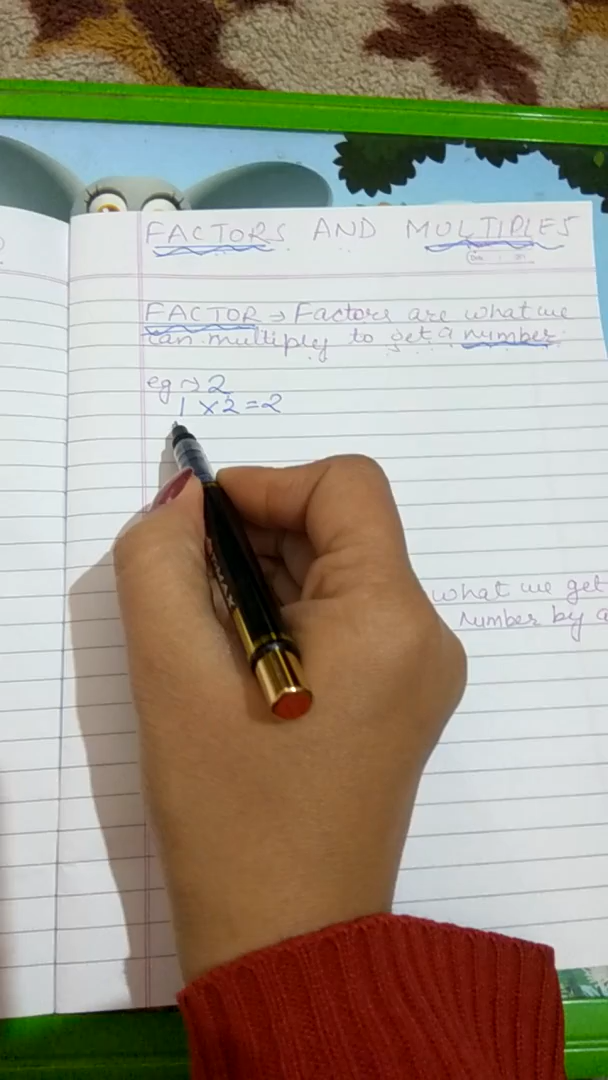 FACTORS AND MULTIPLES
FACTOR → Factors are what we
can multiply to get a number.
eg → 2
1 × 2 = 2
what we get
number by a